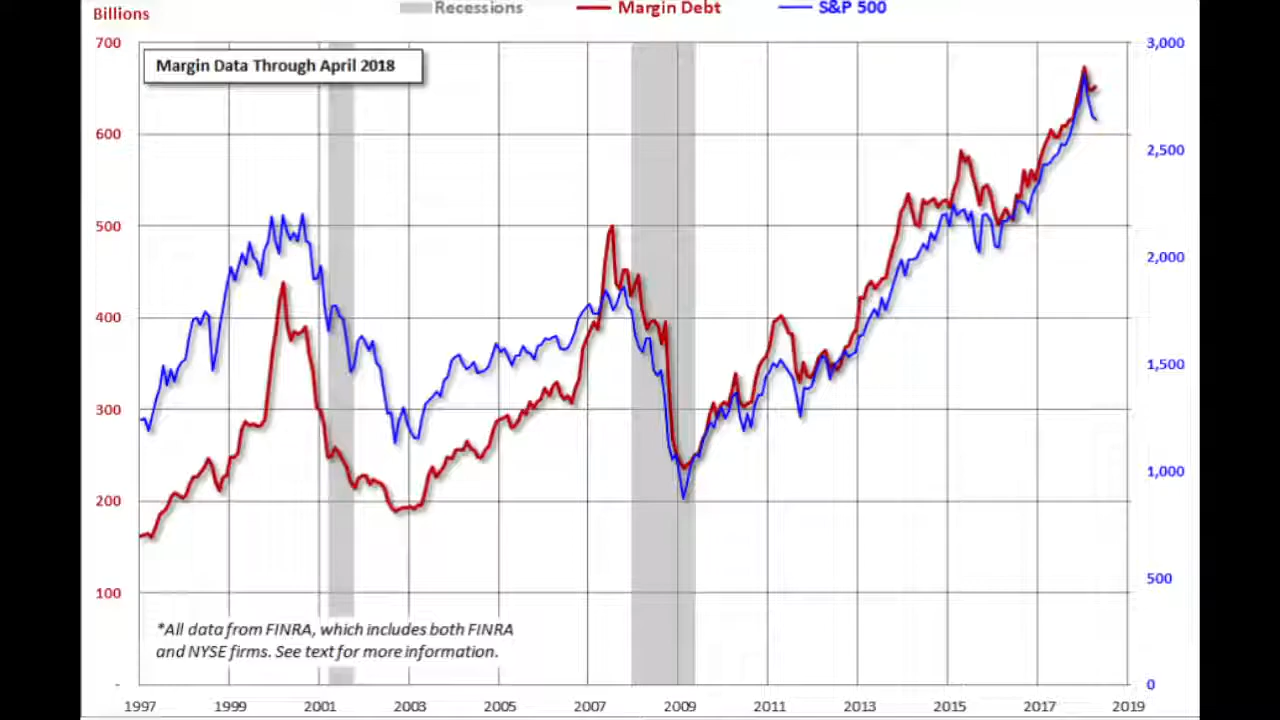 Billions
Recessions
Margin Debt
S&P 500
700
3,000
Margin Data Through April 2018
600
2,500
500
2,000
400
1,500
300
1,000
200
500
100
*All data from FINRA, which includes both FINRA
and NYSE firms. See text for more information.
-
0
1997 1999 2001 2003 2005 2007 2009 2011 2013 2015 2017 2019